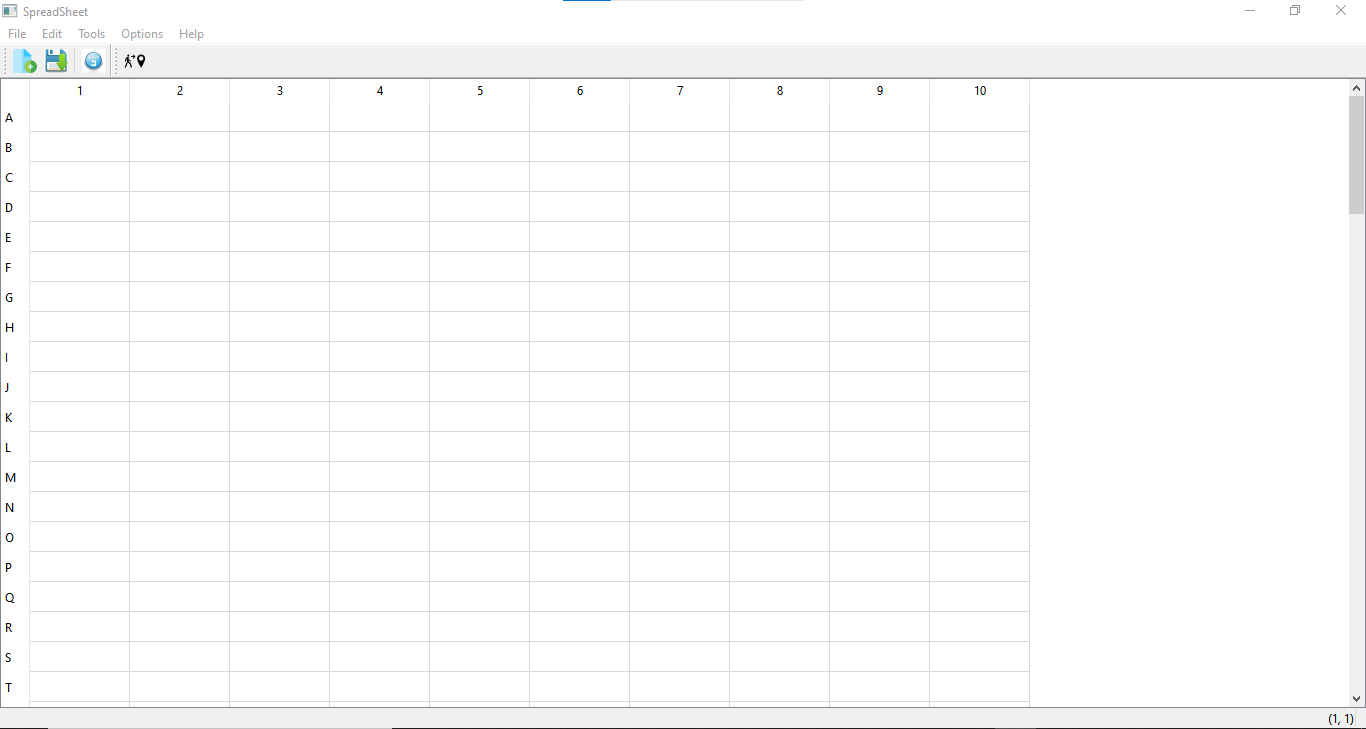 SpreadSheet
File Edit Tools Options Help
1 2 3 4 5 6 7 8 9 10
A
B
C
D
E
F
G
H
I
J
K
L
M
N
O
P
Q
R
S
T
(1, 1)